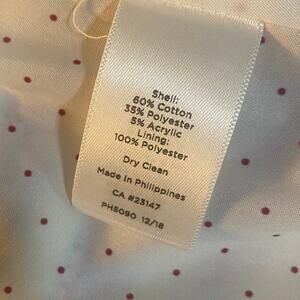 Shell:
60% Cotton
35% Polyester
5% Acrylic
Lining:
100% Polyester
Dry Clean
Made in Philippines
CA #23147
PH5090 12/18